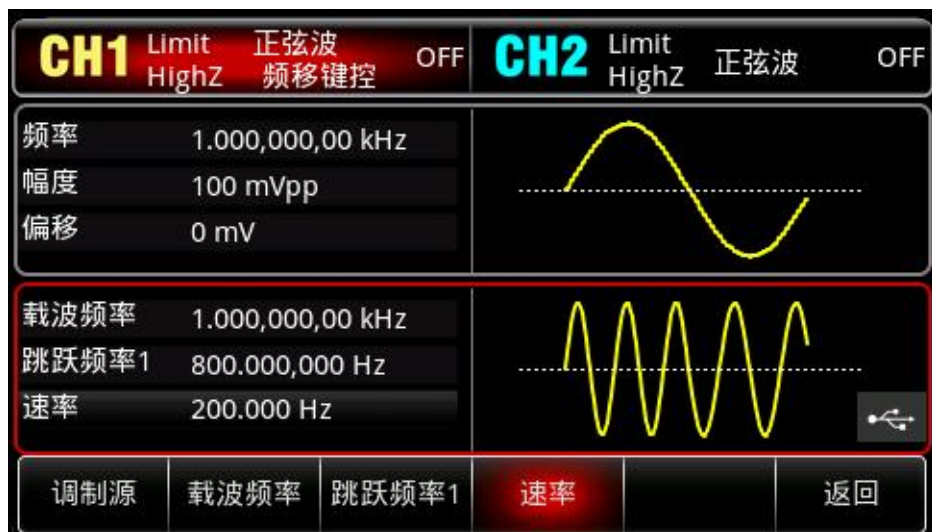 CH1 Limit 正弦波 OFF CH2 Limit 正弦波 OFF
HighZ 频移键控 HighZ
频率 1.000,000,00 kHz
幅度 100 mVpp
偏移 0 mV
载波频率 1.000,000,00 kHz
跳跃频率1 800.000,000 Hz
速率 200.000 Hz
调制源 载波频率 跳跃频率1 速率 返回